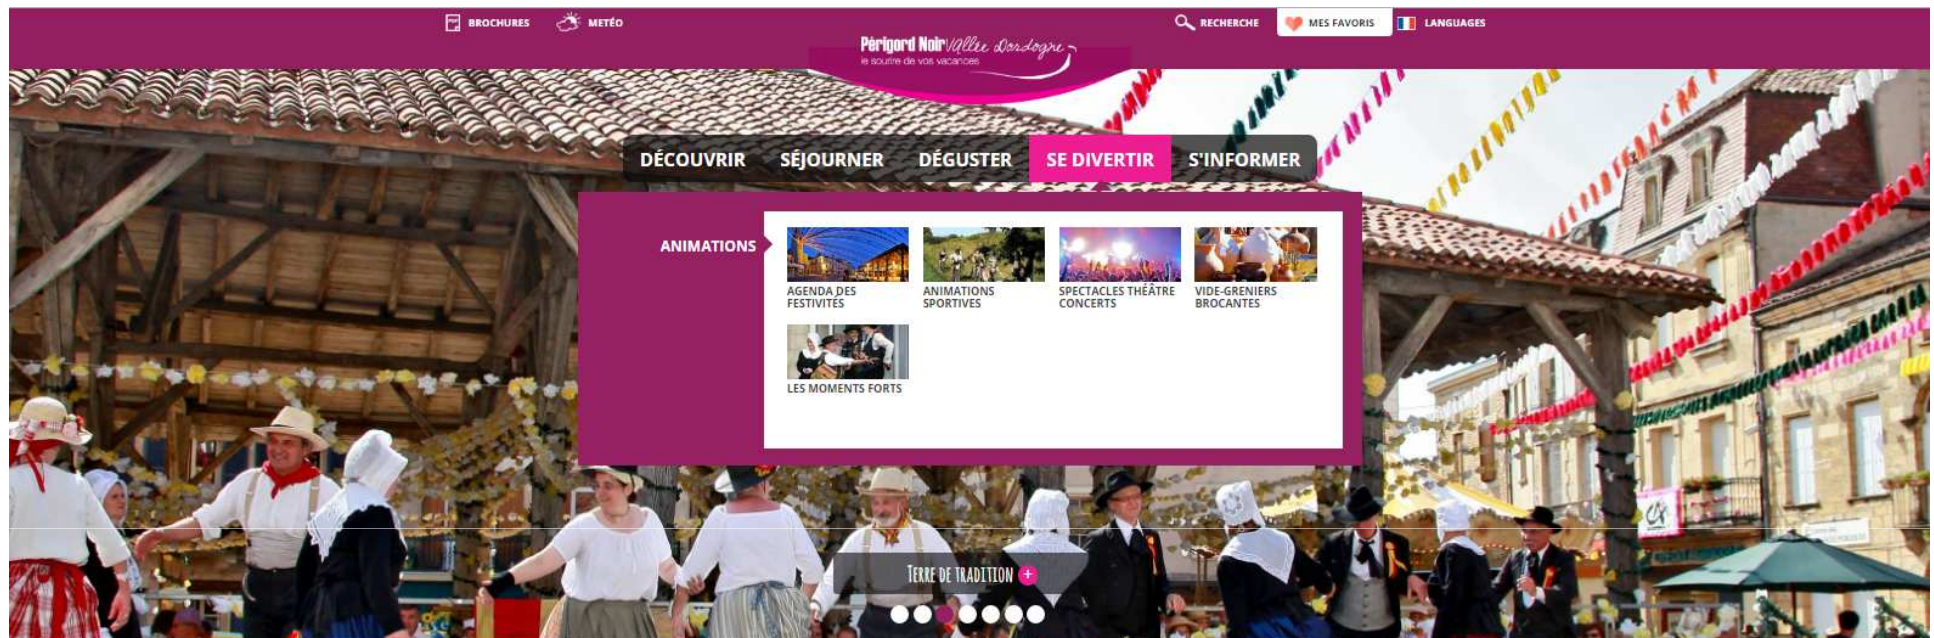 BROCHURES
METÉO
RECHERCHE
MES FAVORIS
LANGUAGES
Périgord Noir Vallée Dordogne
le sourire de vos vacances
DÉCOUVRIR
SÉJOURNER
DÉGUSTER
SE DIVERTIR
S'INFORMER
ANIMATIONS
AGENDA DES
FESTIVITÉS
ANIMATIONS
SPORTIVES
SPECTACLES THÉÂTRE
CONCERTS
VIDE-GRENIERS
BROCANTES
LES MOMENTS FORTS
TERRE DE TRADITION +